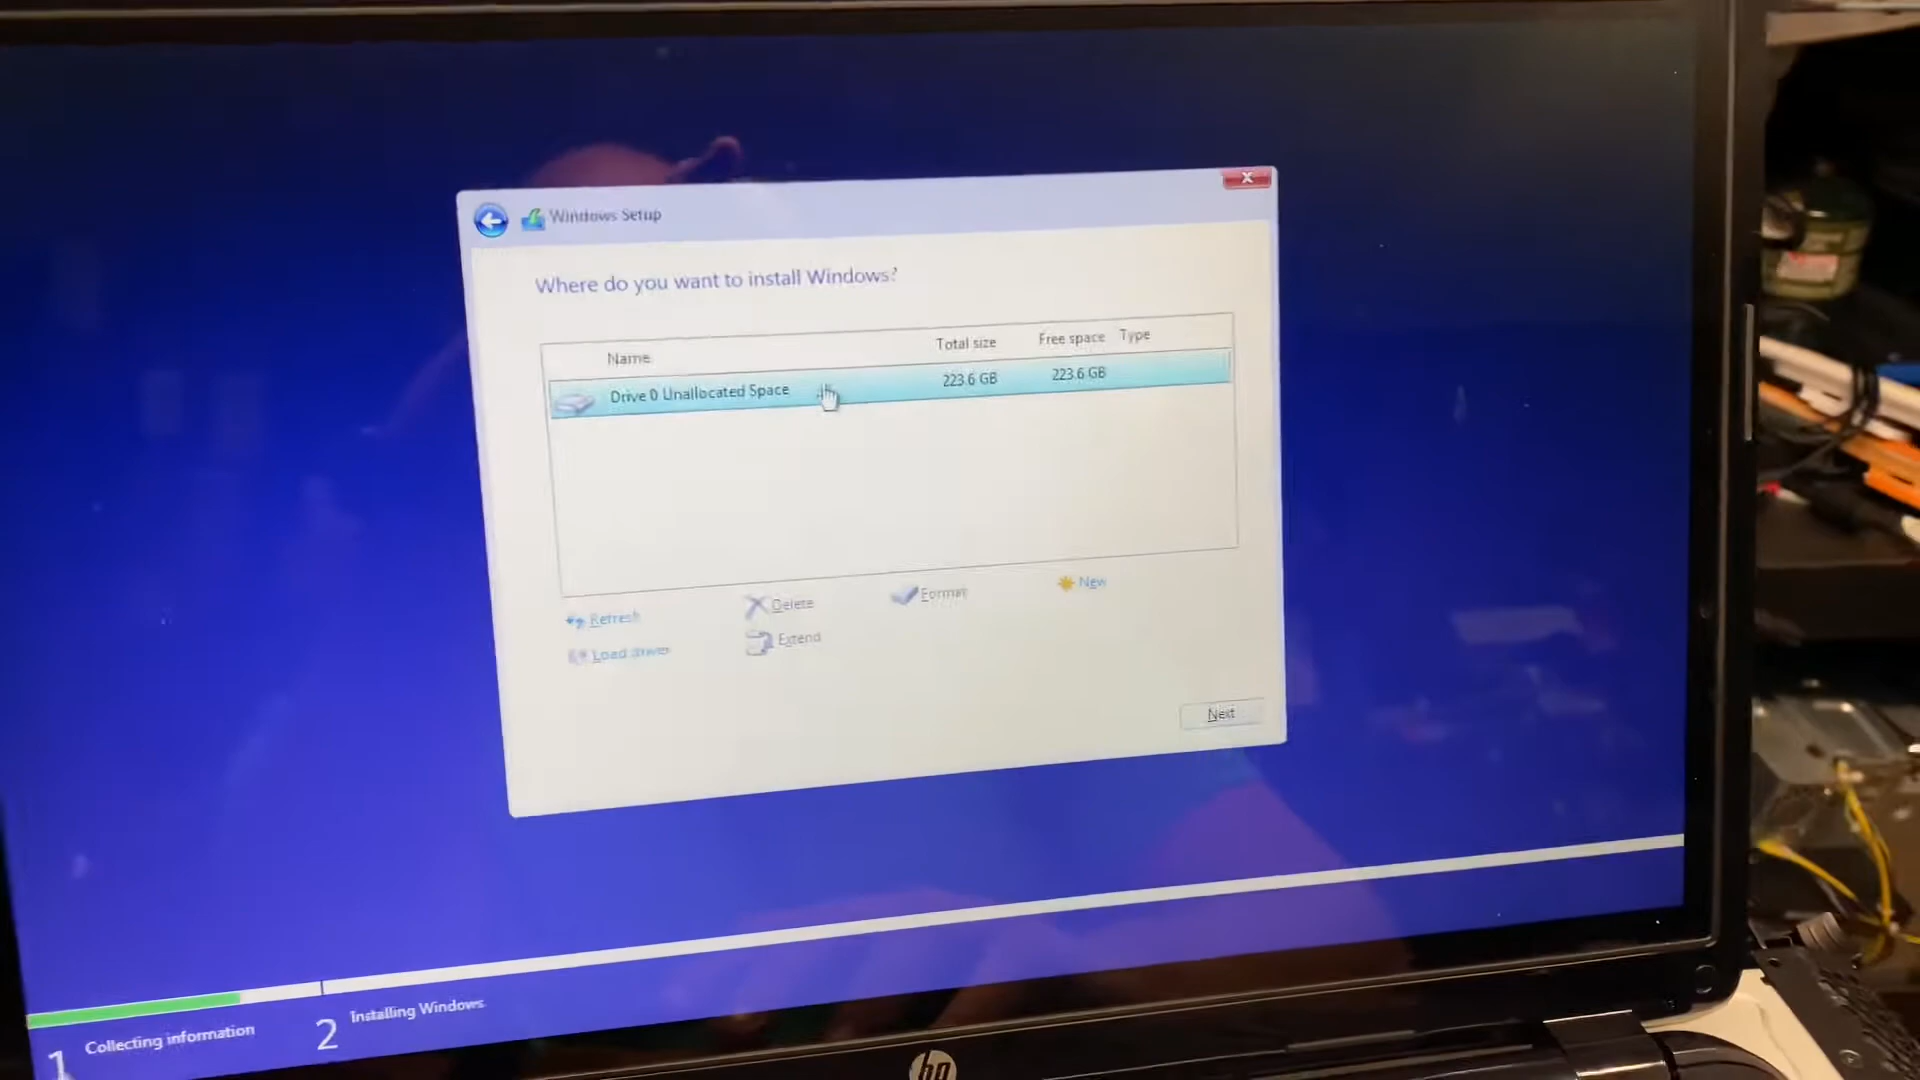 Windows Setup
Where do you want to install Windows?
Name Total size Free space Type
Drive 0 Unallocated Space 223.6 GB 223.6 GB
Refresh Delete Format New
Load driver Extend
Next
1 Collecting information 2 Installing Windows
hp